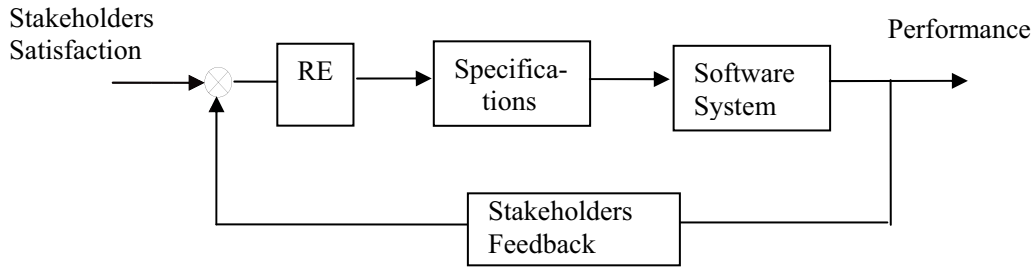 Stakeholders
Satisfaction
RE
Specifica-
tions
Software
System
Performance
Stakeholders
Feedback